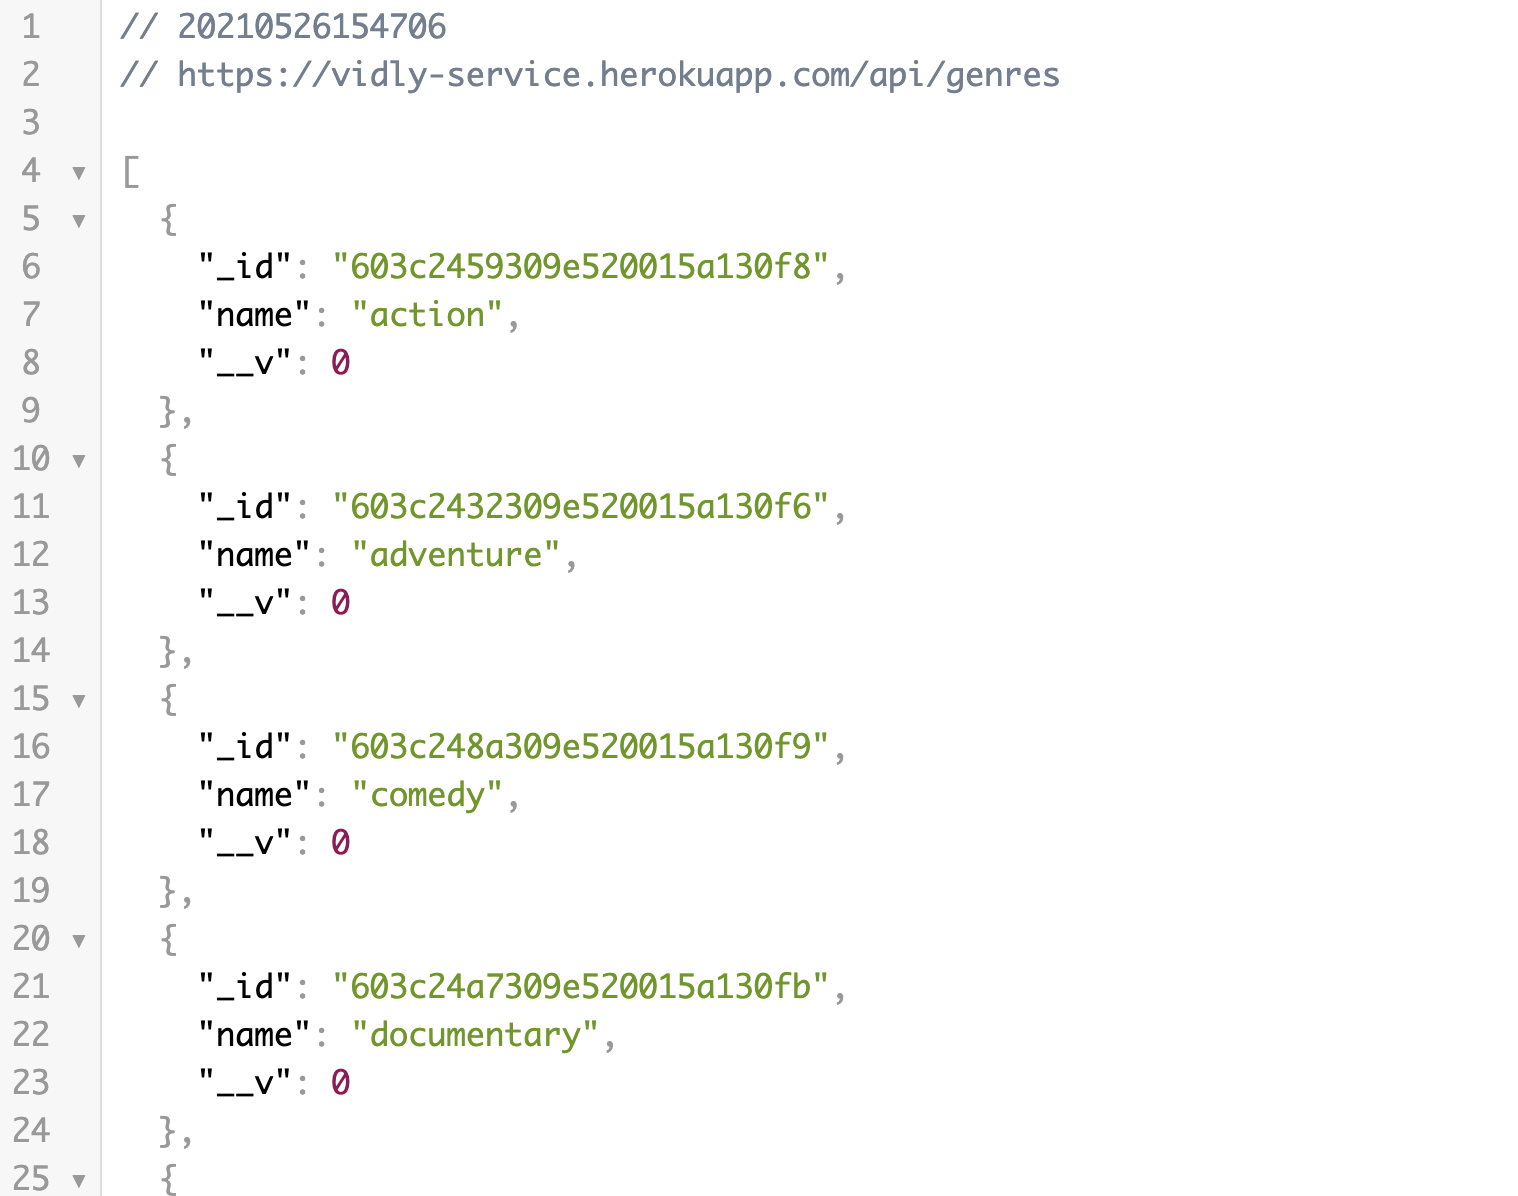 1 // 20210526154706
2 // https://vidly-service.herokuapp.com/api/genres
3
4 ▼ [
5 ▼   {
6       "_id": "603c2459309e520015a130f8",
7       "name": "action",
8       "__v": 0
9     },
10 ▼   {
11       "_id": "603c2432309e520015a130f6",
12       "name": "adventure",
13       "__v": 0
14     },
15 ▼   {
16       "_id": "603c248a309e520015a130f9",
17       "name": "comedy",
18       "__v": 0
19     },
20 ▼   {
21       "_id": "603c24a7309e520015a130fb",
22       "name": "documentary",
23       "__v": 0
24     },
25 ▼   {